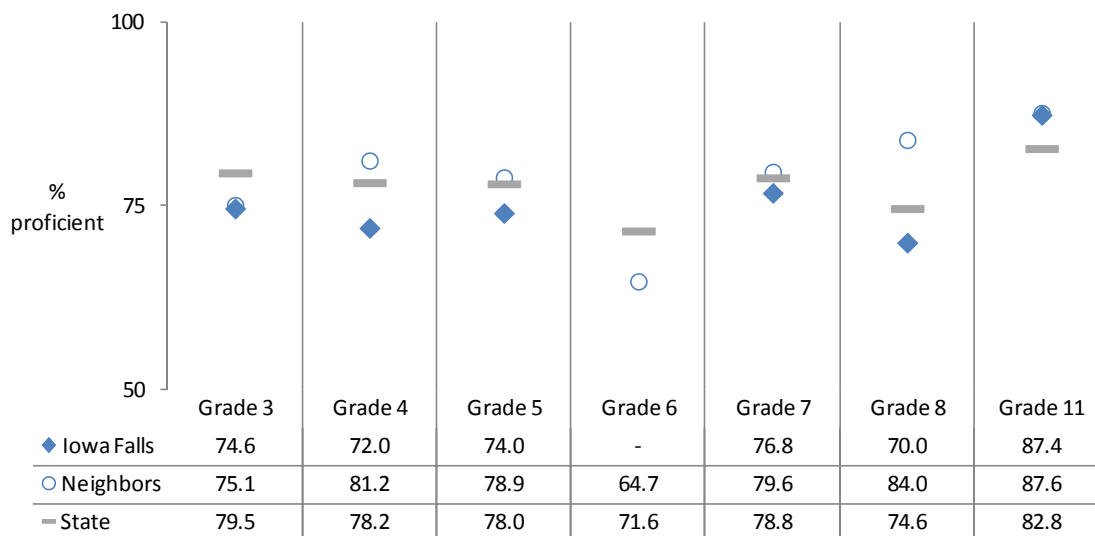 100
75
50
%
proficient
Grade 3 Grade 4 Grade 5 Grade 6 Grade 7 Grade 8 Grade 11
Iowa Falls 74.6 72.0 74.0 - 76.8 70.0 87.4
Neighbors 75.1 81.2 78.9 64.7 79.6 84.0 87.6
State 79.5 78.2 78.0 71.6 78.8 74.6 82.8